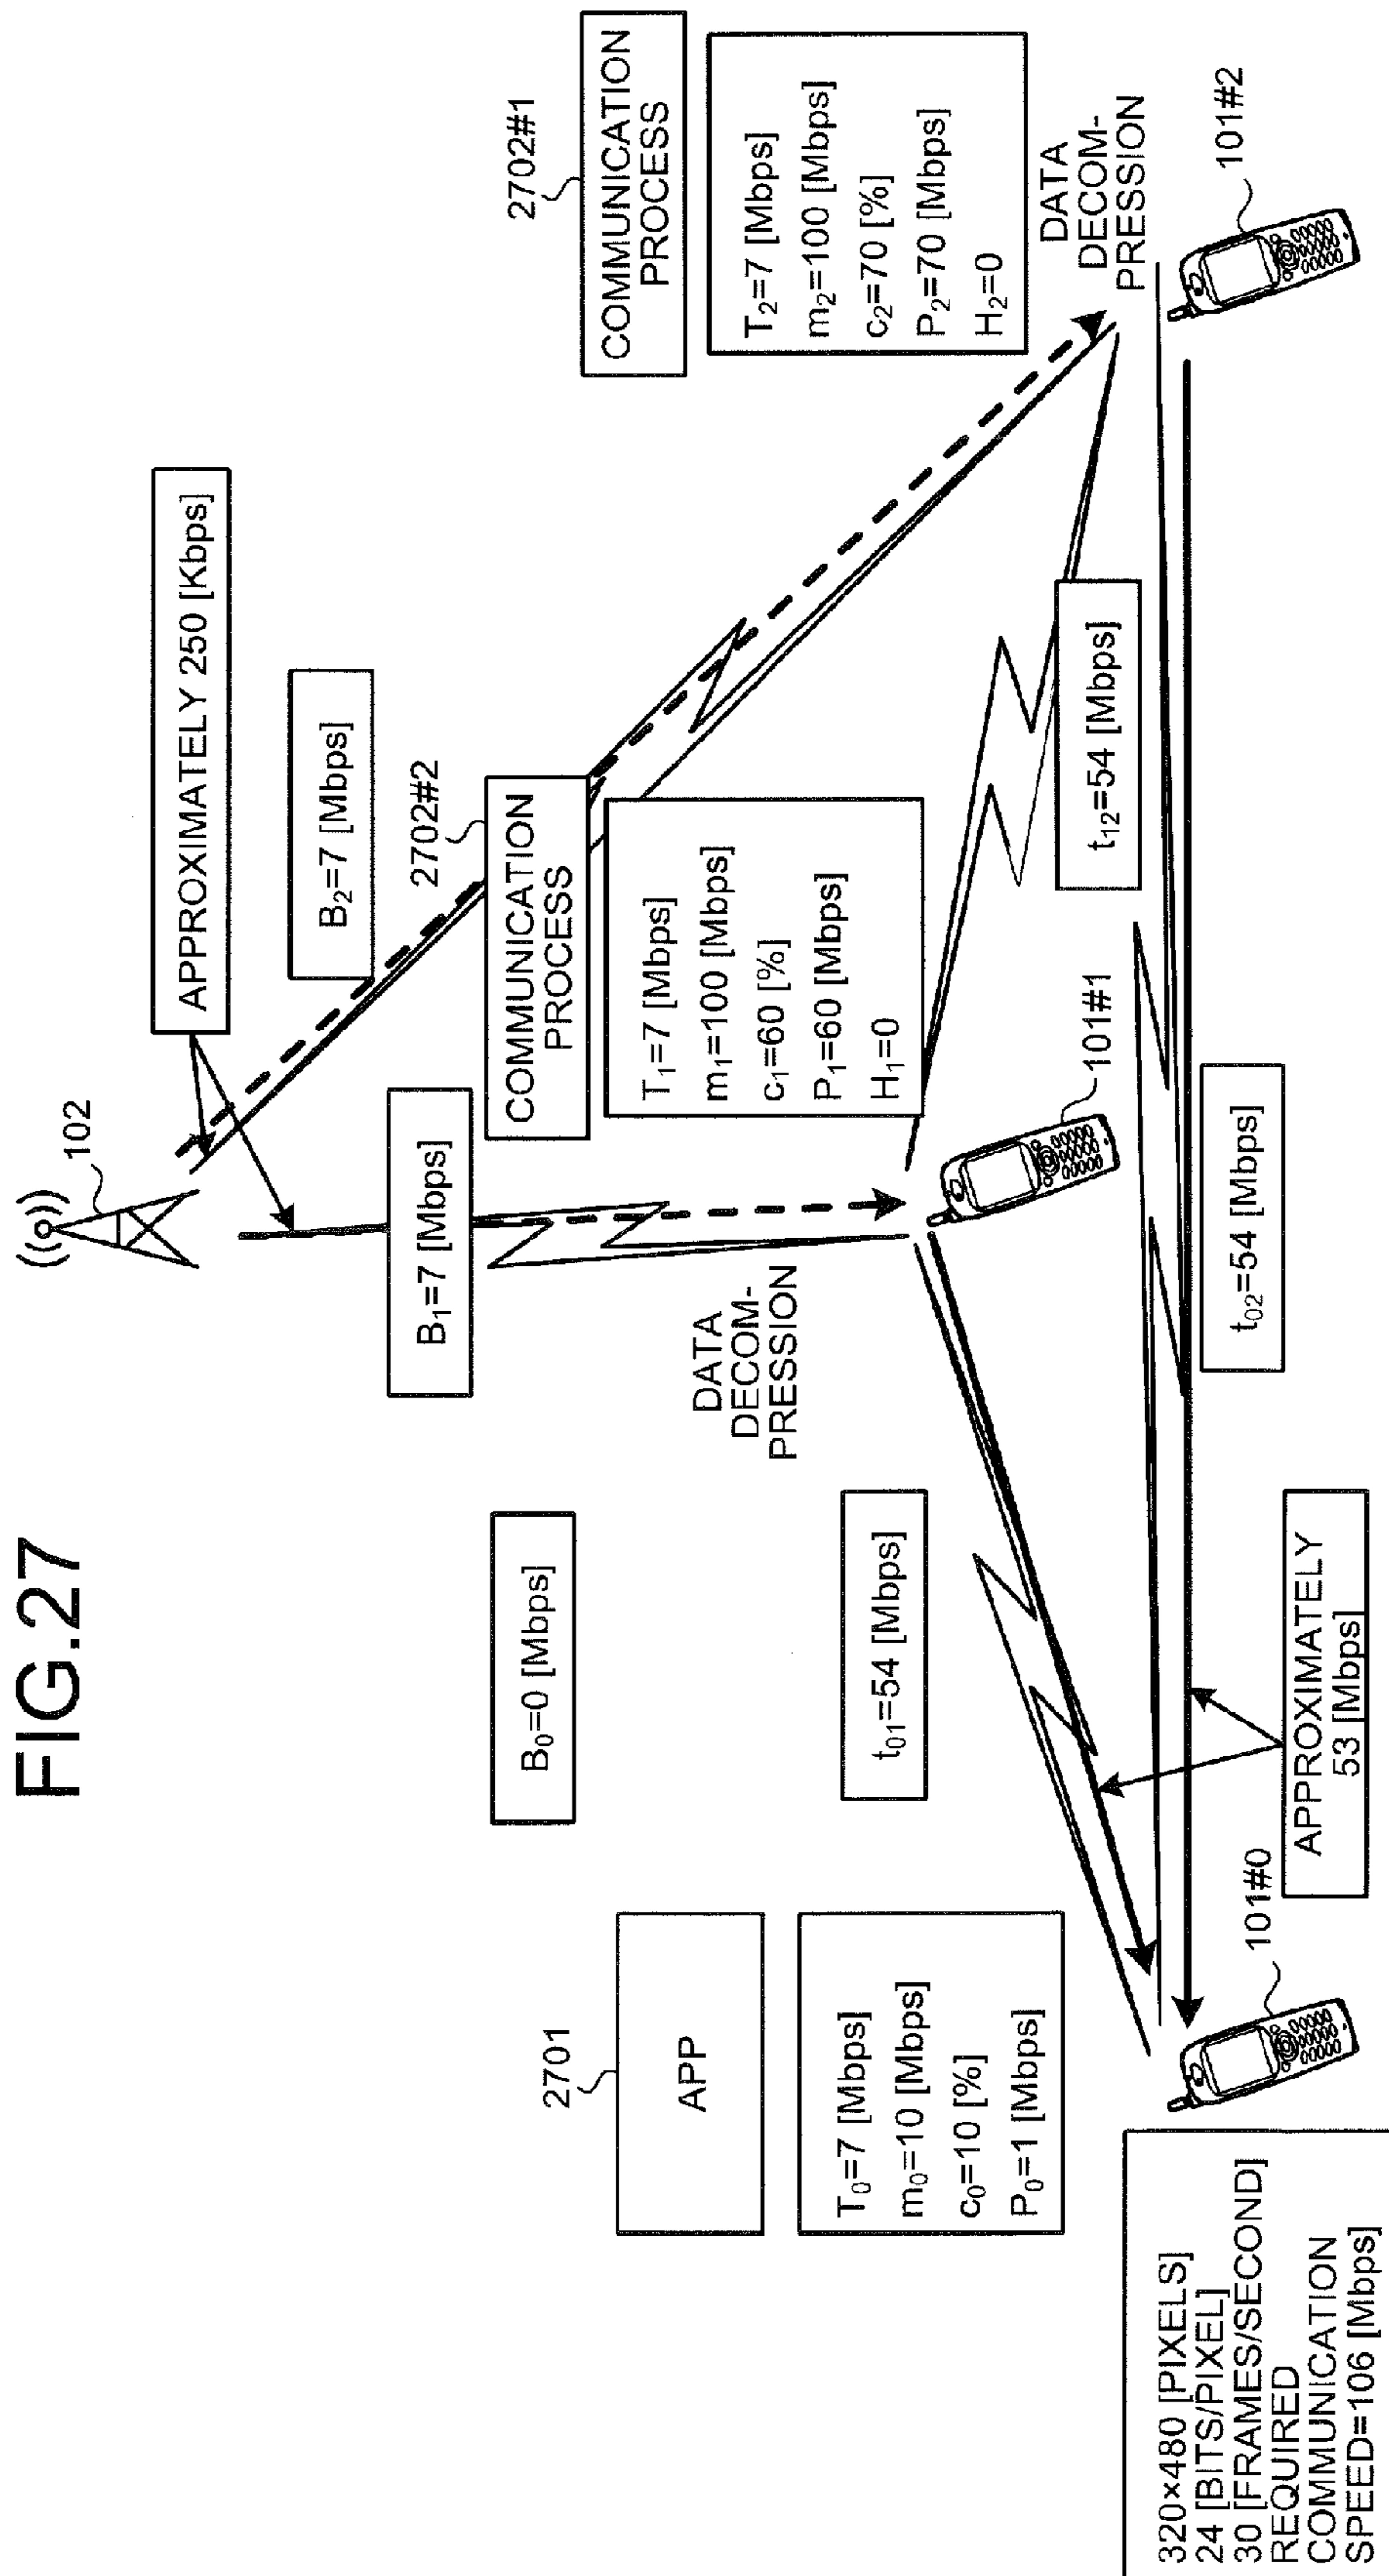 FIG.27
102
APPROXIMATELY 250 [Kbps]
B0=0 [Mbps]
B1=7 [Mbps]
B2=7 [Mbps]
2701
APP
T0=7 [Mbps]
m0=10 [Mbps]
c0=10 [%]
P0=1 [Mbps]
2702#2
COMMUNICATION
PROCESS
T1=7 [Mbps]
m1=100 [Mbps]
c1=60 [%]
P1=60 [Mbps]
H1=0
2702#1
COMMUNICATION
PROCESS
T2=7 [Mbps]
m2=100 [Mbps]
c2=70 [%]
P2=70 [Mbps]
H2=0
DATA
DECOM-
PRESSION
DATA
DECOM-
PRESSION
t01=54 [Mbps]
t12=54 [Mbps]
t02=54 [Mbps]
101#0
101#1
101#2
APPROXIMATELY
53 [Mbps]
320×480 [PIXELS]
24 [BITS/PIXEL]
30 [FRAMES/SECOND]
REQUIRED
COMMUNICATION
SPEED=106 [Mbps]